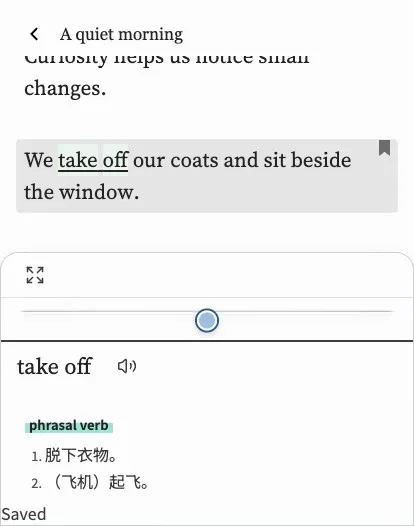 A quiet morning
Curiosity helps us notice small
changes.
We take off our coats and sit beside
the window.
take off
phrasal verb
1. 脱下衣物。
2. （飞机）起飞。
Saved